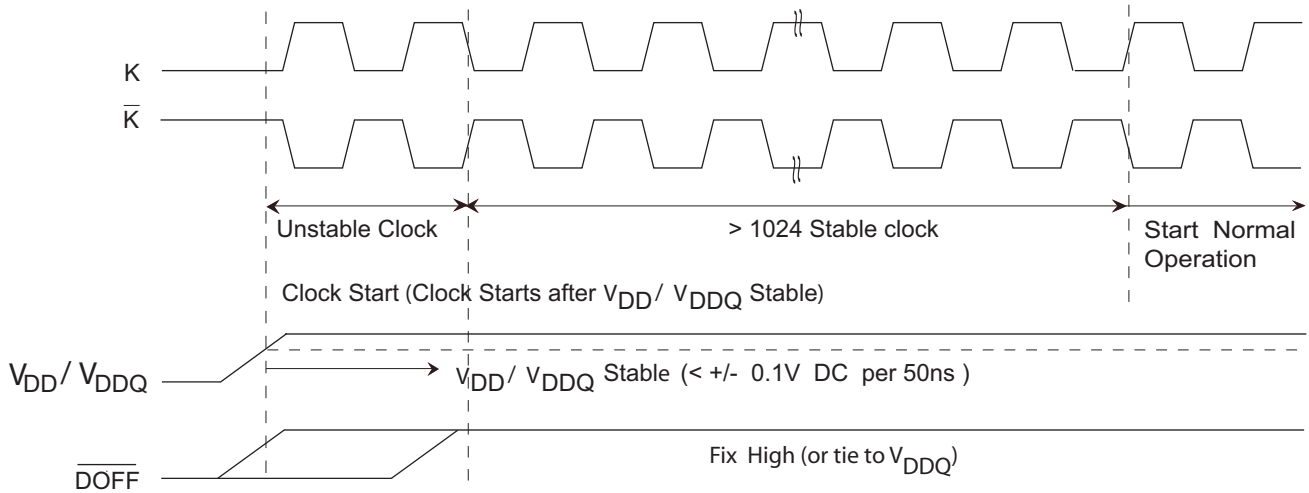 K
K̅
Unstable Clock
> 1024 Stable clock
Start Normal
Operation
Clock Start (Clock Starts after VDD / VDDQ Stable)
VDD / VDDQ
VDD / VDDQ Stable (< +/- 0.1V DC per 50ns )
Fix High (or tie to VDDQ)
D̅O̅F̅F̅